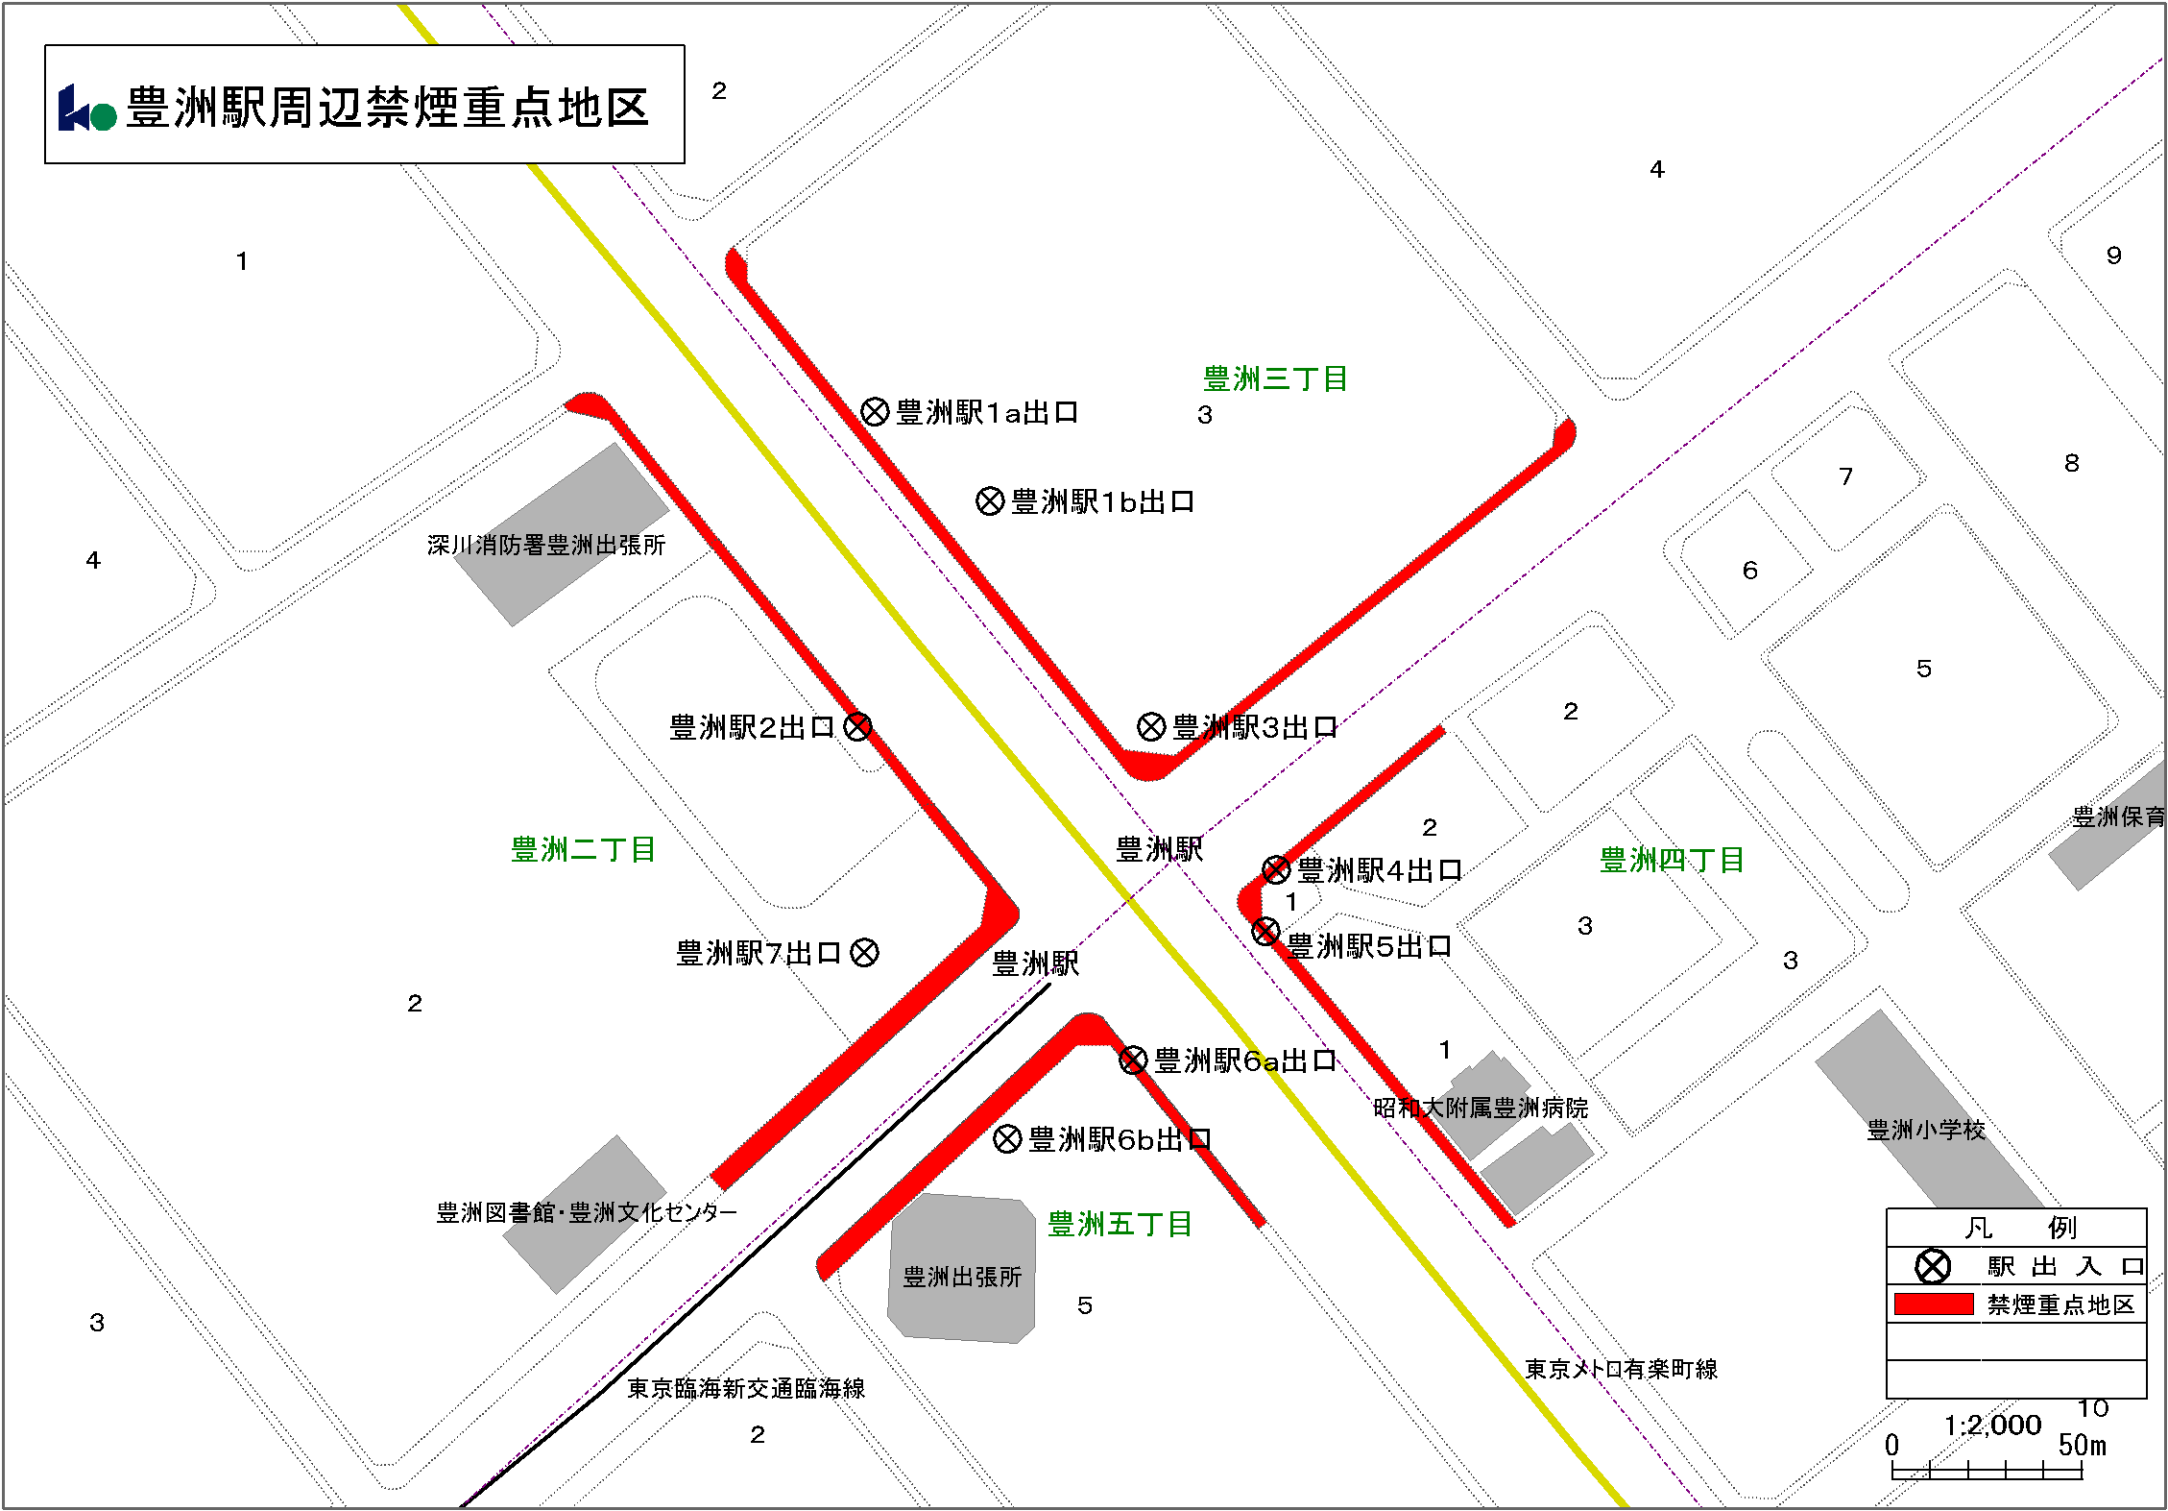 豊洲駅周辺禁煙重点地区
2
4
1
9
豊洲三丁目
3
豊洲駅1a出口
豊洲駅1b出口
7
8
深川消防署豊洲出張所
4
6
5
豊洲駅2出口
豊洲駅3出口
2
豊洲保育
2
豊洲二丁目
豊洲駅
豊洲四丁目
豊洲駅4出口
1
3
豊洲駅5出口
豊洲駅7出口
豊洲駅
3
2
1
豊洲駅6a出口
昭和大附属豊洲病院
豊洲小学校
豊洲駅6b出口
豊洲図書館・豊洲文化センター
豊洲五丁目
豊洲出張所
5
3
凡 例
駅出入口
禁煙重点地区
東京メトロ有楽町線
東京臨海新交通臨海線
2
10
1:2,000
0 50m